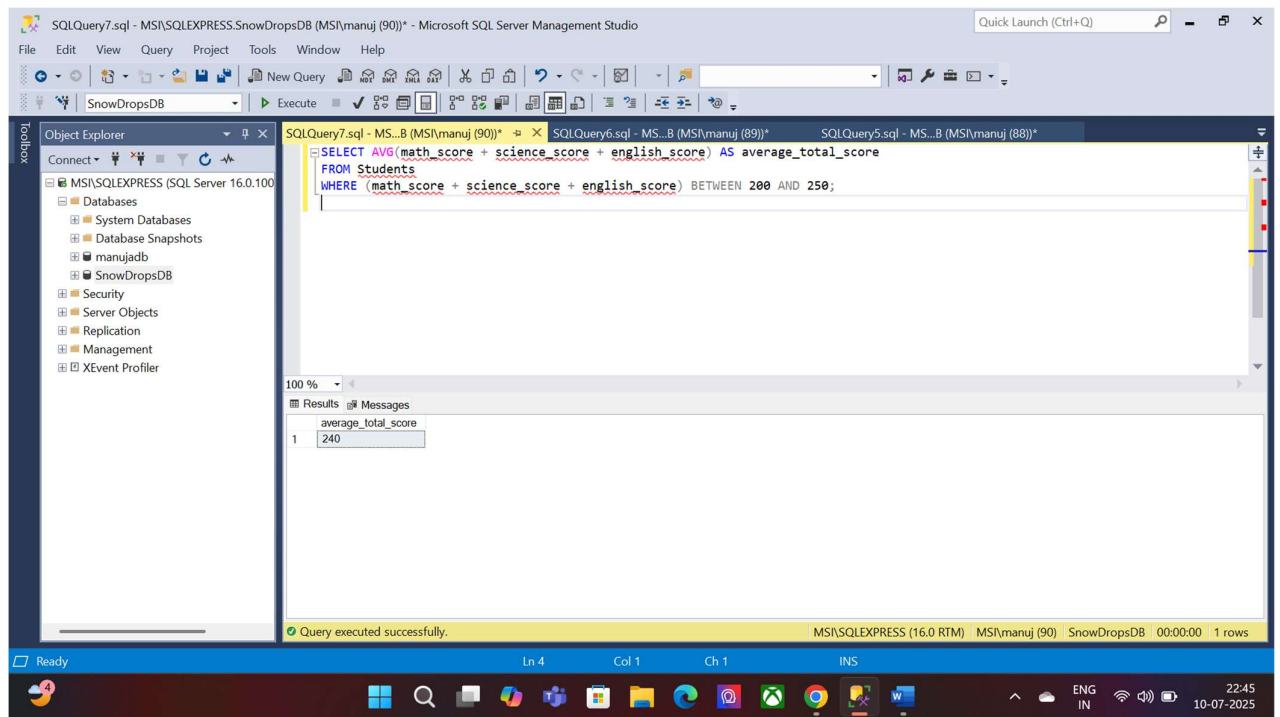 SQLQuery7.sql - MSI\SQLEXPRESS.SnowDropsDB (MSI\manuj (90))* - Microsoft SQL Server Management Studio
Quick Launch (Ctrl+Q)
File Edit View Query Project Tools Window Help
New Query MDX DMX XMLA DAX
SnowDropsDB Execute
Toolbox
Object Explorer
SQLQuery7.sql - MS...B (MSI\manuj (90))* SQLQuery6.sql - MS...B (MSI\manuj (89))* SQLQuery5.sql - MS...B (MSI\manuj (88))*
Connect
MSI\SQLEXPRESS (SQL Server 16.0.100
Databases
System Databases
Database Snapshots
manujadb
SnowDropsDB
Security
Server Objects
Replication
Management
XEvent Profiler
SELECT AVG(math_score + science_score + english_score) AS average_total_score
FROM Students
WHERE (math_score + science_score + english_score) BETWEEN 200 AND 250;
100 %
Results Messages
average_total_score
1 240
Query executed successfully. MSI\SQLEXPRESS (16.0 RTM) MSI\manuj (90) SnowDropsDB 00:00:00 1 rows
Ready Ln 4 Col 1 Ch 1 INS
4
ENG
IN
22:45
10-07-2025